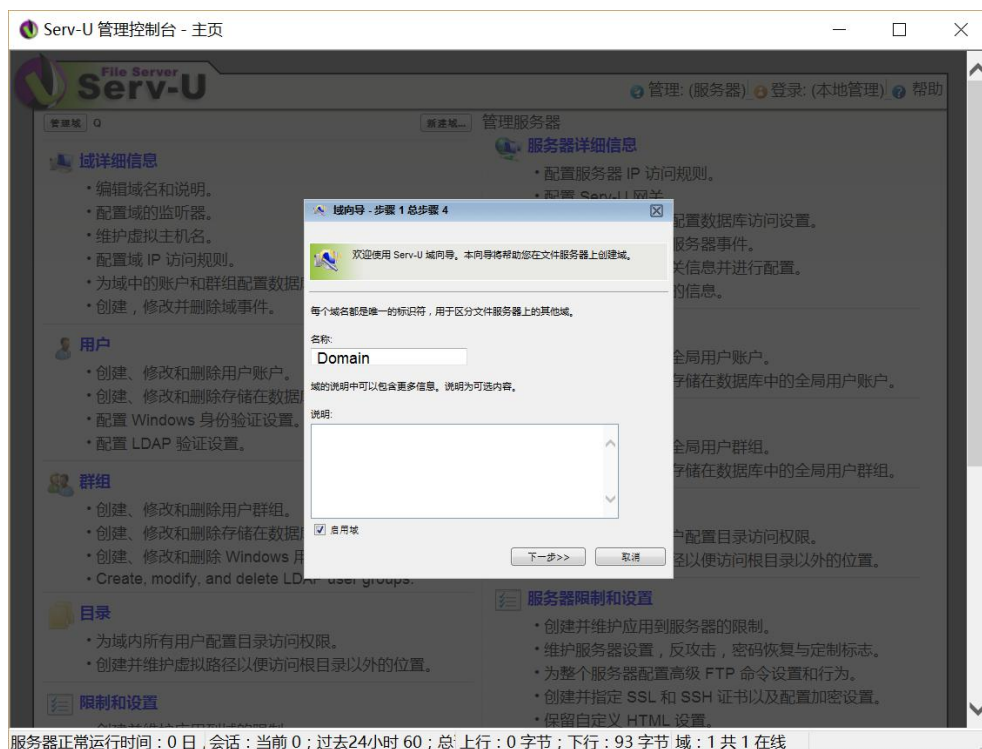 Serv-U 管理控制台 - 主页
File Server
Serv-U
管理: (服务器) 登录: (本地管理) 帮助
管理域 Q 新建域... 管理服务器
域详细信息
•编辑域名和说明。
•配置域的监听器。
•维护虚拟主机名。
•配置域 IP 访问规则。
•为域中的账户和群组配置数据
•创建，修改并删除域事件。
用户
•创建、修改和删除用户账户。
•创建、修改和删除存储在数据
•配置 Windows 身份验证设置。
•配置 LDAP 验证设置。
群组
•创建、修改和删除用户群组。
•创建、修改和删除存储在数据
•创建、修改和删除 Windows 用
•Create, modify, and delete LDAP user groups.
目录
•为域内所有用户配置目录访问权限。
•创建并维护虚拟路径以便访问根目录以外的位置。
限制和设置
服务器详细信息
•配置服务器 IP 访问规则。
•配置 Serv-U 网关
配置数据库访问设置。
服务器事件。
关信息并进行配置。
的信息。
全局用户账户。
存储在数据库中的全局用户账户。
全局用户群组。
存储在数据库中的全局用户群组。
户配置目录访问权限。
径以便访问根目录以外的位置。
服务器限制和设置
•创建并维护应用到服务器的限制。
•维护服务器设置，反攻击，密码恢复与定制标志。
•为整个服务器配置高级 FTP 命令设置和行为。
•创建并指定 SSL 和 SSH 证书以及配置加密设置。
•保留自定义 HTML 设置。
域向导 - 步骤 1 总步骤 4
欢迎使用 Serv-U 域向导。本向导将帮助您在文件服务器上创建域。
每个域名都是唯一的标识符，用于区分文件服务器上的其他域。
名称:
Domain
域的说明中可以包含更多信息。说明为可选内容。
说明:
启用域
下一步>> 取消
服务器正常运行时间：0 日 会话：当前 0；过去24小时 60；总 上行：0 字节；下行：93 字节 域：1 共 1 在线